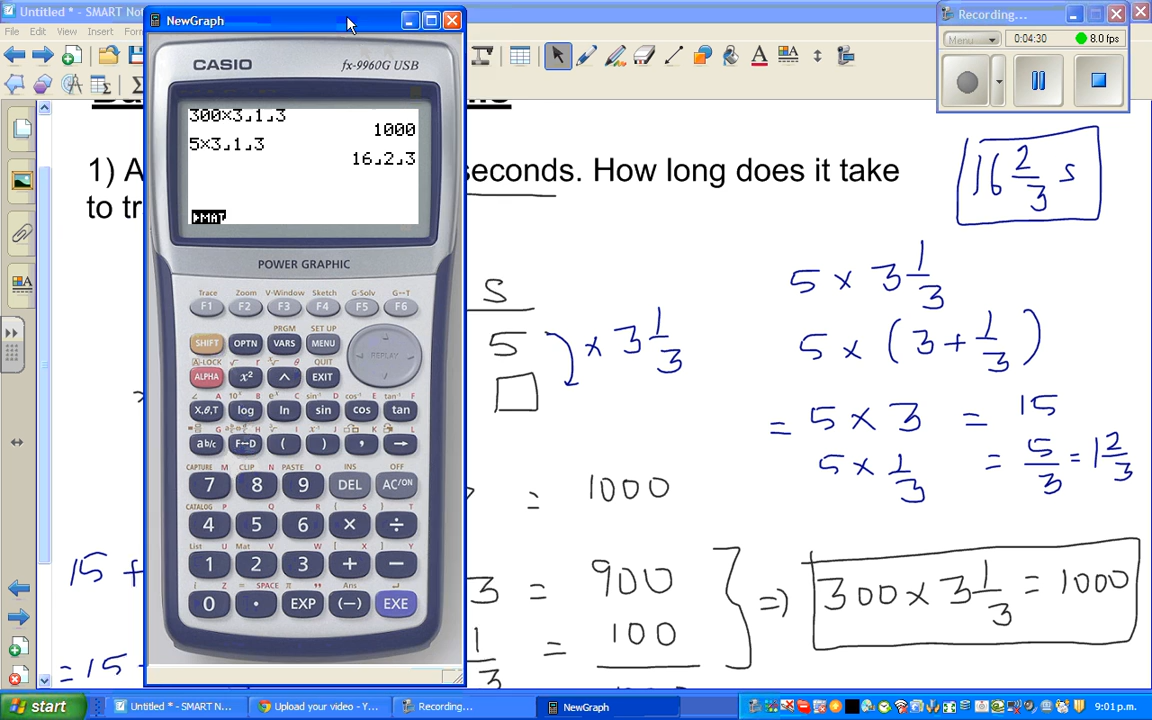 Untitled * - SMART Not
NewGraph
Recording...
File
Edit
View
Insert
Menu
0:04:30
8.0 fps
CASIO
fx-9960G USB
300×3⌟1⌟3
1000
5×3⌟1⌟3
16⌟2⌟3
▶MAT
1) A
seconds. How long does it take
to tr
16 2/3 s
POWER GRAPHIC
Trace Zoom V-Window Sketch G-Solv G↔T
F1 F2 F3 F4 F5 F6
PRGM SET UP
SHIFT OPTN VARS MENU
REPLAY
A-LOCK QUIT
ALPHA x² ^ EXIT
X,θ,T log ln sin cos tan
a b/c F↔D ( ) , →
CAPTURE M CLIP N PASTE O INS OFF
7 8 9 DEL AC/ON
CATALOG P Q R S T
4 5 6 × ÷
List U Mat V W X Y
1 2 3 + −
Z SPACE Ans
0 . EXP (−) EXE
S
5
× 3 1/3
5 × 3 1/3
5 × (3 + 1/3)
= 5 × 3 = 15
5 × 1/3 = 5/3 = 1 2/3
= 1000
15 +
3 = 900
1/3 = 100
=> 300 × 3 1/3 = 1000
= 15
start
Untitled * - SMART No...
Upload your video - Y...
Recording...
NewGraph
9:01 p.m.